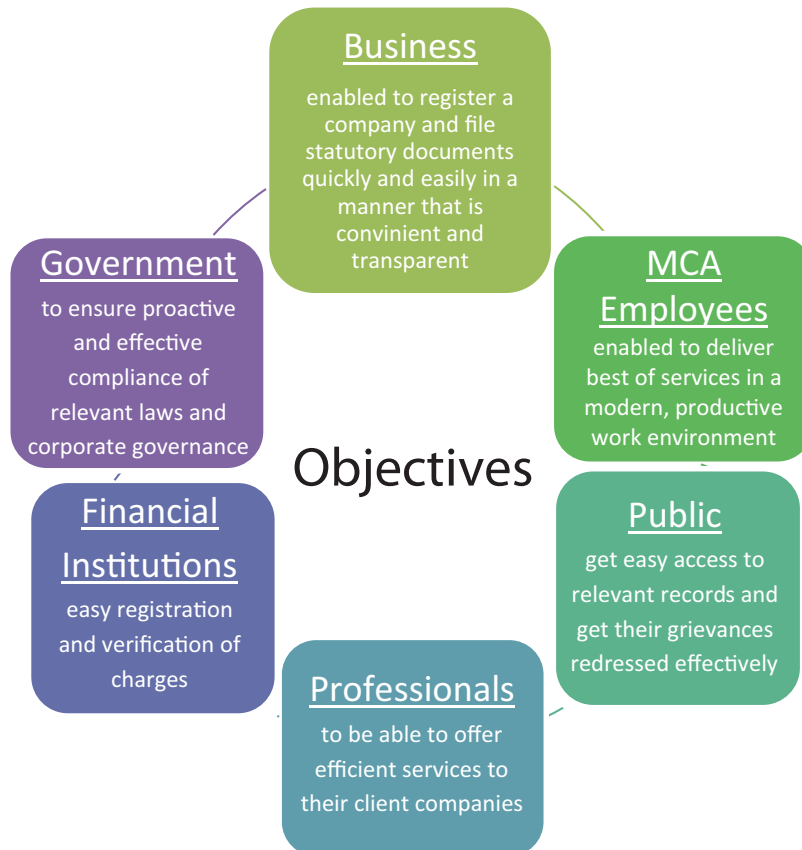 Business
enabled to register a
company and file
statutory documents
quickly and easily in a
manner that is
convinient and
transparent
MCA
Employees
enabled to deliver
best of services in a
modern, productive
work environment
Public
get easy access to
relevant records and
get their grievances
redressed effectively
Professionals
to be able to offer
efficient services to
their client companies
Financial
Institutions
easy registration
and verification of
charges
Government
to ensure proactive
and effective
compliance of
relevant laws and
corporate governance
Objectives